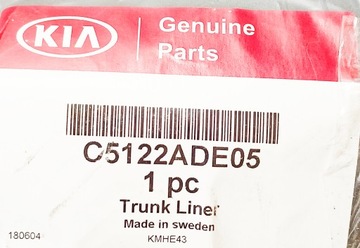 KIA
Genuine
Parts
C5122ADE05
1 pc
Trunk Liner
Made in sweden
180604
KMHE43